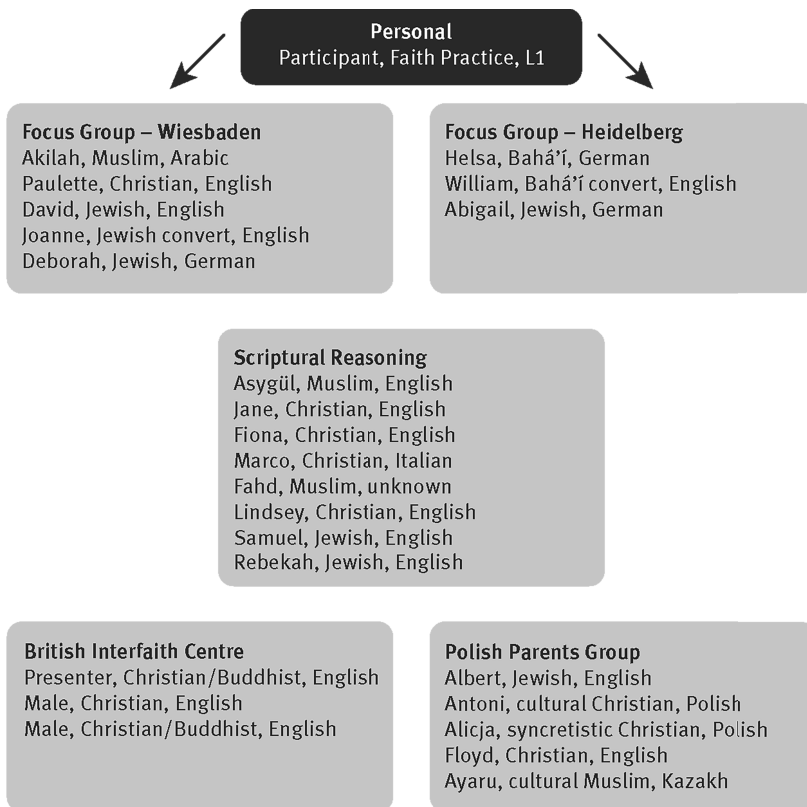 Personal
Participant, Faith Practice, L1
Focus Group – Wiesbaden
Akilah, Muslim, Arabic
Paulette, Christian, English
David, Jewish, English
Joanne, Jewish convert, English
Deborah, Jewish, German
Focus Group – Heidelberg
Helsa, Bahá’í, German
William, Bahá’í convert, English
Abigail, Jewish, German
Scriptural Reasoning
Asygül, Muslim, English
Jane, Christian, English
Fiona, Christian, English
Marco, Christian, Italian
Fahd, Muslim, unknown
Lindsey, Christian, English
Samuel, Jewish, English
Rebekah, Jewish, English
British Interfaith Centre
Presenter, Christian/Buddhist, English
Male, Christian, English
Male, Christian/Buddhist, English
Polish Parents Group
Albert, Jewish, English
Antoni, cultural Christian, Polish
Alicja, syncretistic Christian, Polish
Floyd, Christian, English
Ayaru, cultural Muslim, Kazakh